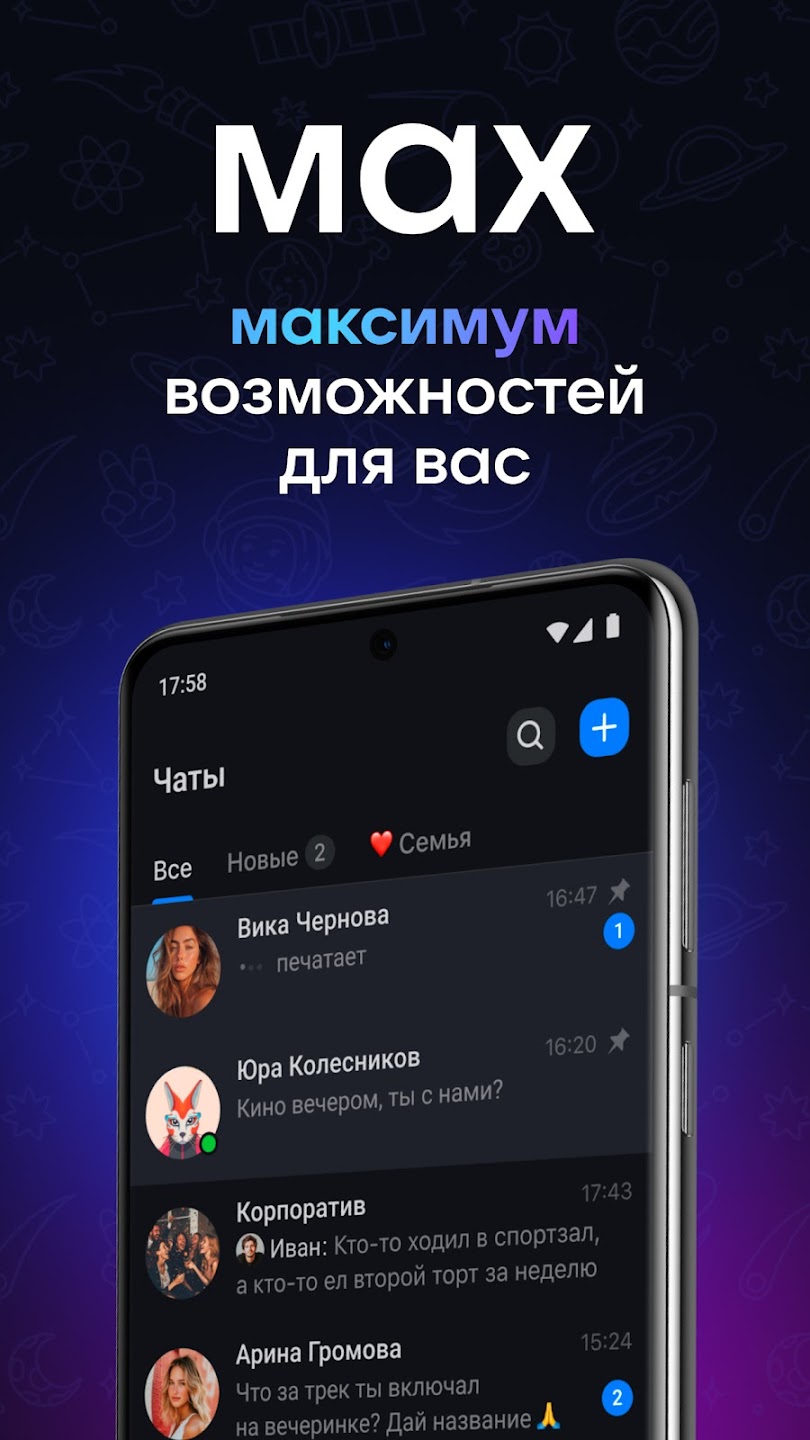 мах
максимум
возможностей
для вас
17:58
Чаты
Все
Новые 2
❤️ Семья
Вика Чернова
16:47
••• печатает
1
Юра Колесников
16:20
Кино вечером, ты с нами?
Корпоратив
17:43
Иван: Кто-то ходил в спортзал,
а кто-то ел второй торт за неделю
Арина Громова
15:24
Что за трек ты включал
на вечеринке? Дай название 🙏
2